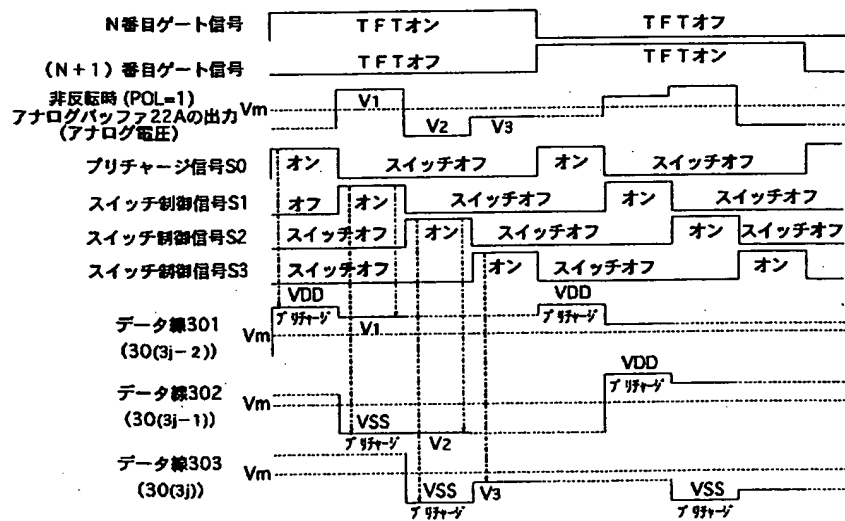 N番目ゲート信号
TFTオン
TFTオフ
(N+1)番目ゲート信号
TFTオフ
TFTオン
非反転時(POL=1)
アナログバッファ22Aの出力
(アナログ電圧)
Vm
V1
V2
V3
プリチャージ信号S0
オン
スイッチオフ
オン
スイッチオフ
スイッチ制御信号S1
オフ
オン
スイッチオフ
オン
スイッチオフ
スイッチ制御信号S2
スイッチオフ
オン
スイッチオフ
オン
スイッチオフ
スイッチ制御信号S3
スイッチオフ
オン
スイッチオフ
オン
データ線301
(30(3j-2))
Vm
VDD
プリチャージ
V1
VDD
プリチャージ
データ線302
(30(3j-1))
Vm
VSS
プリチャージ
V2
VDD
プリチャージ
データ線303
(30(3j))
Vm
VSS
プリチャージ
V3
VSS
プリチャージ